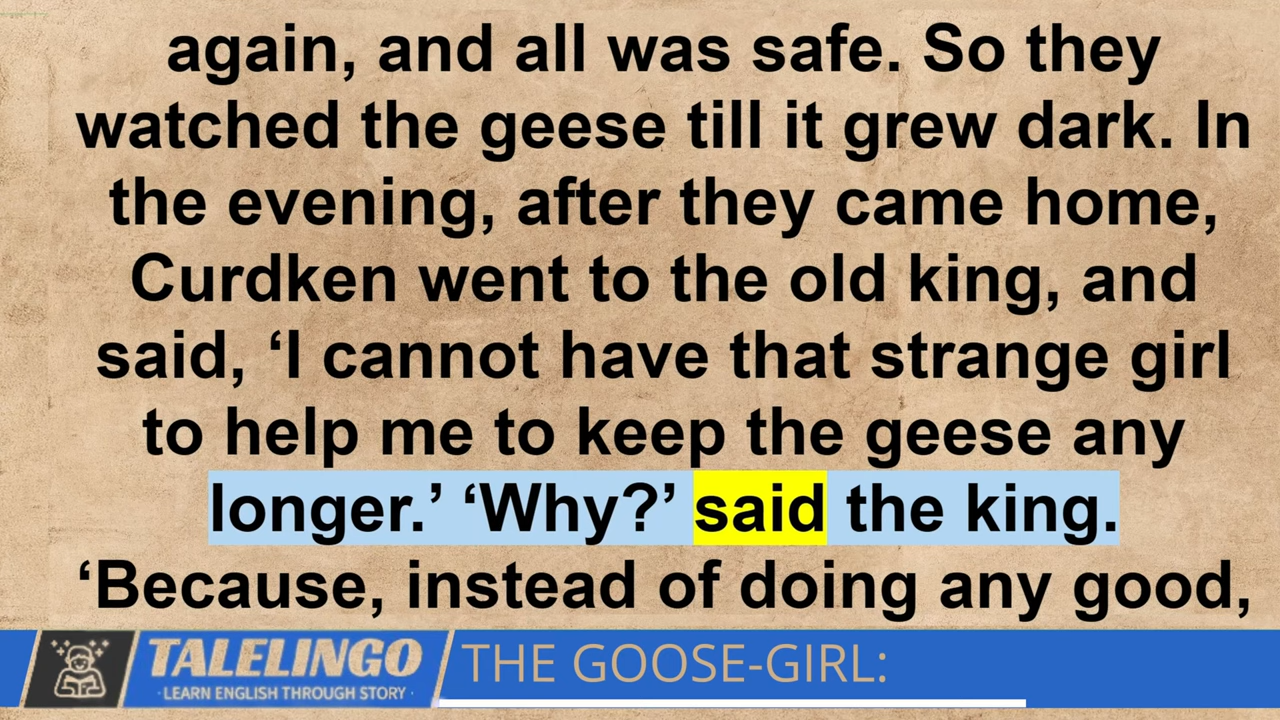 again, and all was safe. So they
watched the geese till it grew dark. In
the evening, after they came home,
Curdken went to the old king, and
said, ‘I cannot have that strange girl
to help me to keep the geese any
longer.’ ‘Why?’ said the king.
‘Because, instead of doing any good,
TALELINGO
· LEARN ENGLISH THROUGH STORY ·
THE GOOSE-GIRL: